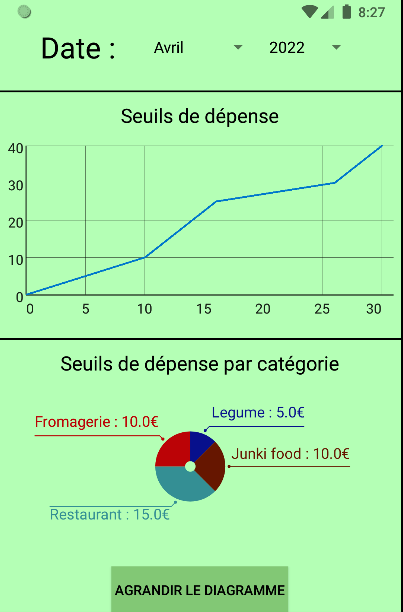 8:27
Date : Avril 2022
Seuils de dépense
40
30
20
10
0
0 5 10 15 20 25 30
Seuils de dépense par catégorie
Legume : 5.0€
Fromagerie : 10.0€
Junki food : 10.0€
Restaurant : 15.0€
AGRANDIR LE DIAGRAMME